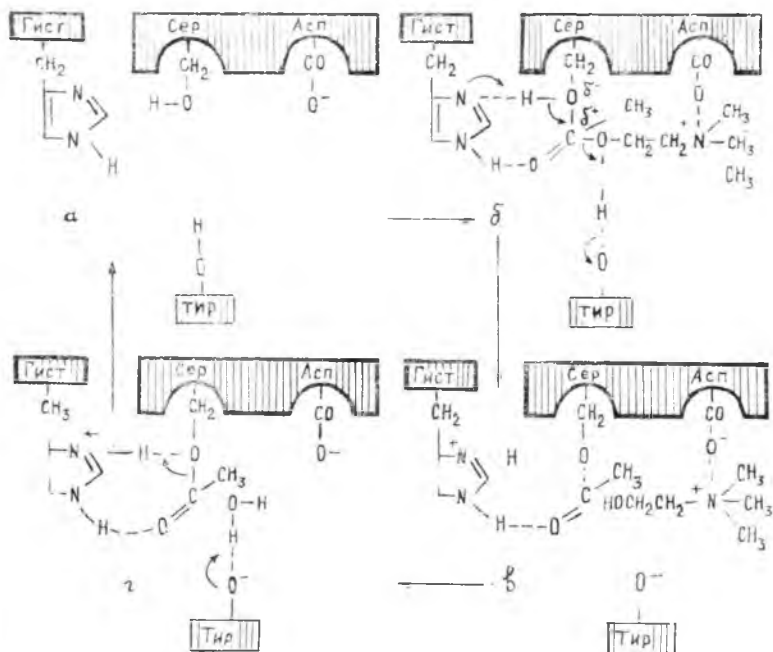 Гист Сер Асп Гист Сер Асп
CH₂ CH₂ CO CH₂ CH₂ CO
N H-O O⁻ N---H-O δ⁻ O
δ⁺ CH₃
N C O-CH₂ CH₂ N⁺ CH₃
H N-H-O CH₃
CH₃
а б
H H
O O
ТИР ТИР
Гист Сер Асп Гист Сер Асп
CH₃ CH₂ CO CH₂ CH₂ CO
N--H--O O⁻ N⁺ H O O⁻
C CH₃ C CH₃ CH₃
N O-H N HOCH₂CH₂-N⁺-CH₃
H---O H H---O CH₃
г O⁻ в O⁻
Тир Тир